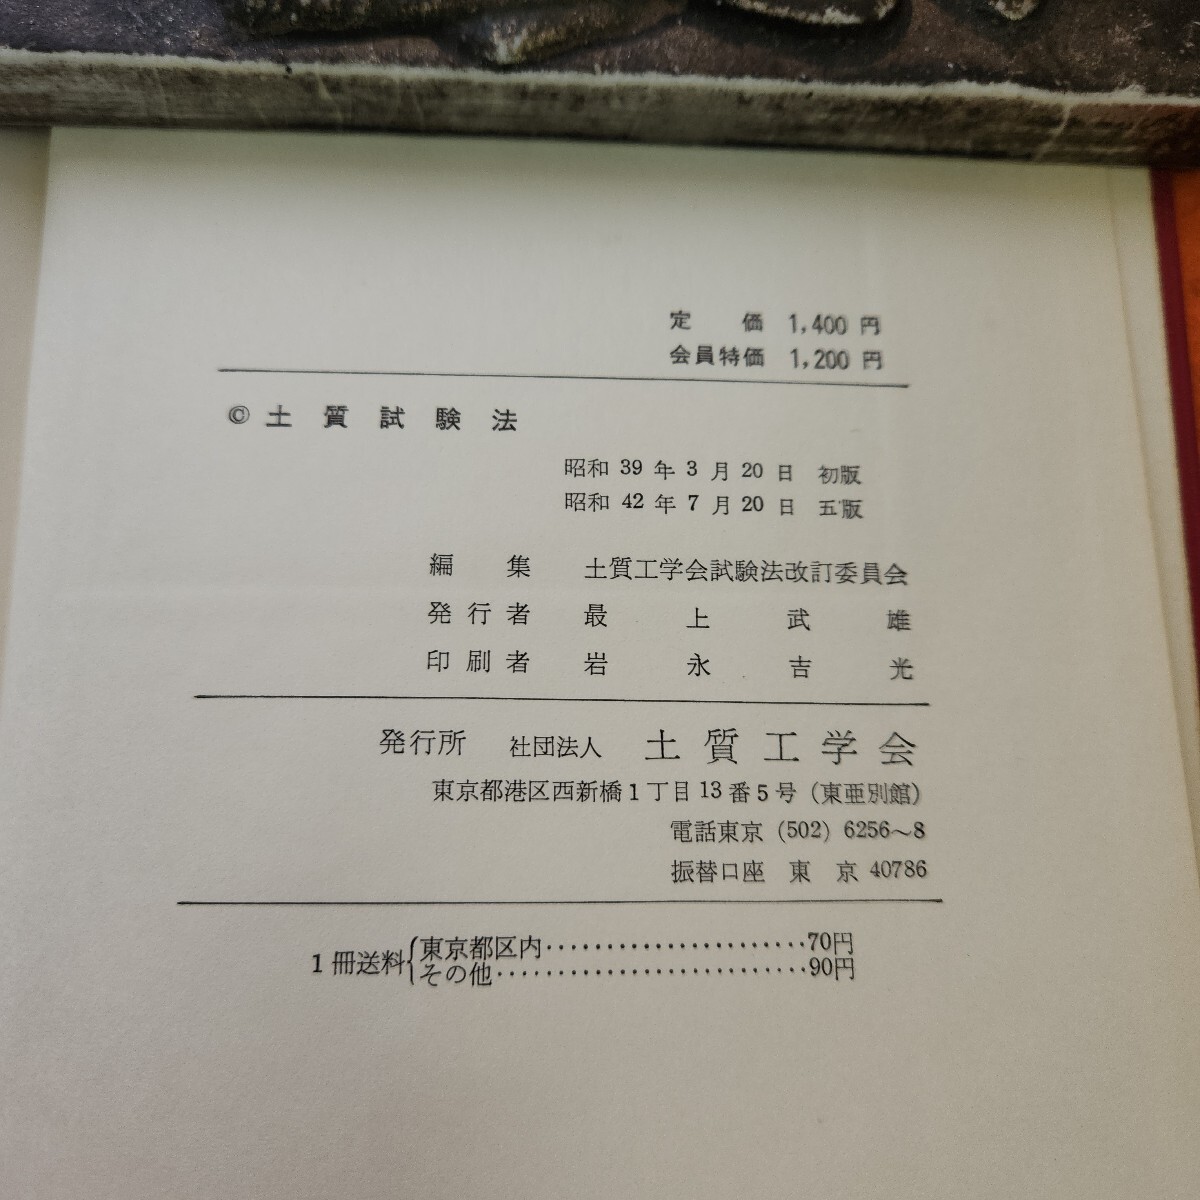 定価 1,400 円
会員特価 1,200 円
© 土質試験法
昭和 39 年 3 月 20 日 初版
昭和 42 年 7 月 20 日 五版
編集 土質工学会試験法改訂委員会
発行者 最上武雄
印刷者 岩永吉光
発行所 社団法人 土質工学会
東京都港区西新橋1丁目13番5号（東亜別館）
電話東京 (502) 6256〜8
振替口座 東京 40786
1冊送料{東京都区内……………………70円
その他…………………………90円